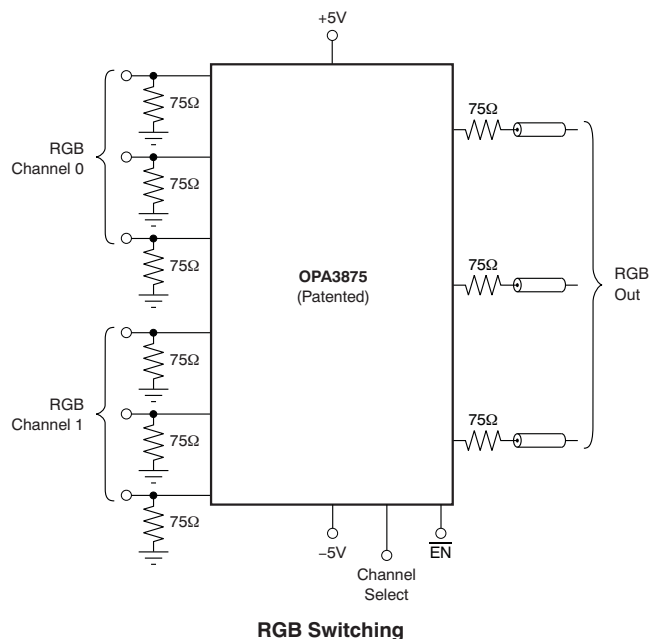 +5V
75Ω
75Ω
75Ω
RGB
Channel 0
75Ω
75Ω
75Ω
RGB
Channel 1
OPA3875
(Patented)
75Ω
75Ω
75Ω
RGB
Out
−5V
Channel
Select
EN
RGB Switching